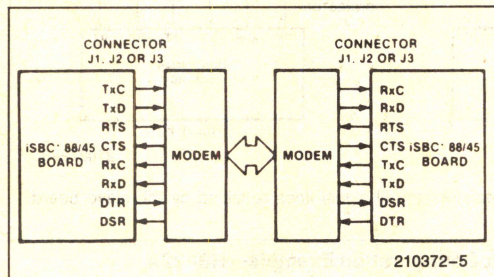 CONNECTOR
J1, J2 OR J3
CONNECTOR
J1, J2 OR J3
iSBC® 88/45
BOARD
TxC
TxD
RTS
CTS
RxC
RxD
DTR
DSR
MODEM
MODEM
RxC
RxD
RTS
CTS
TxC
TxD
DSR
DTR
iSBC® 88/45
BOARD
210372-5